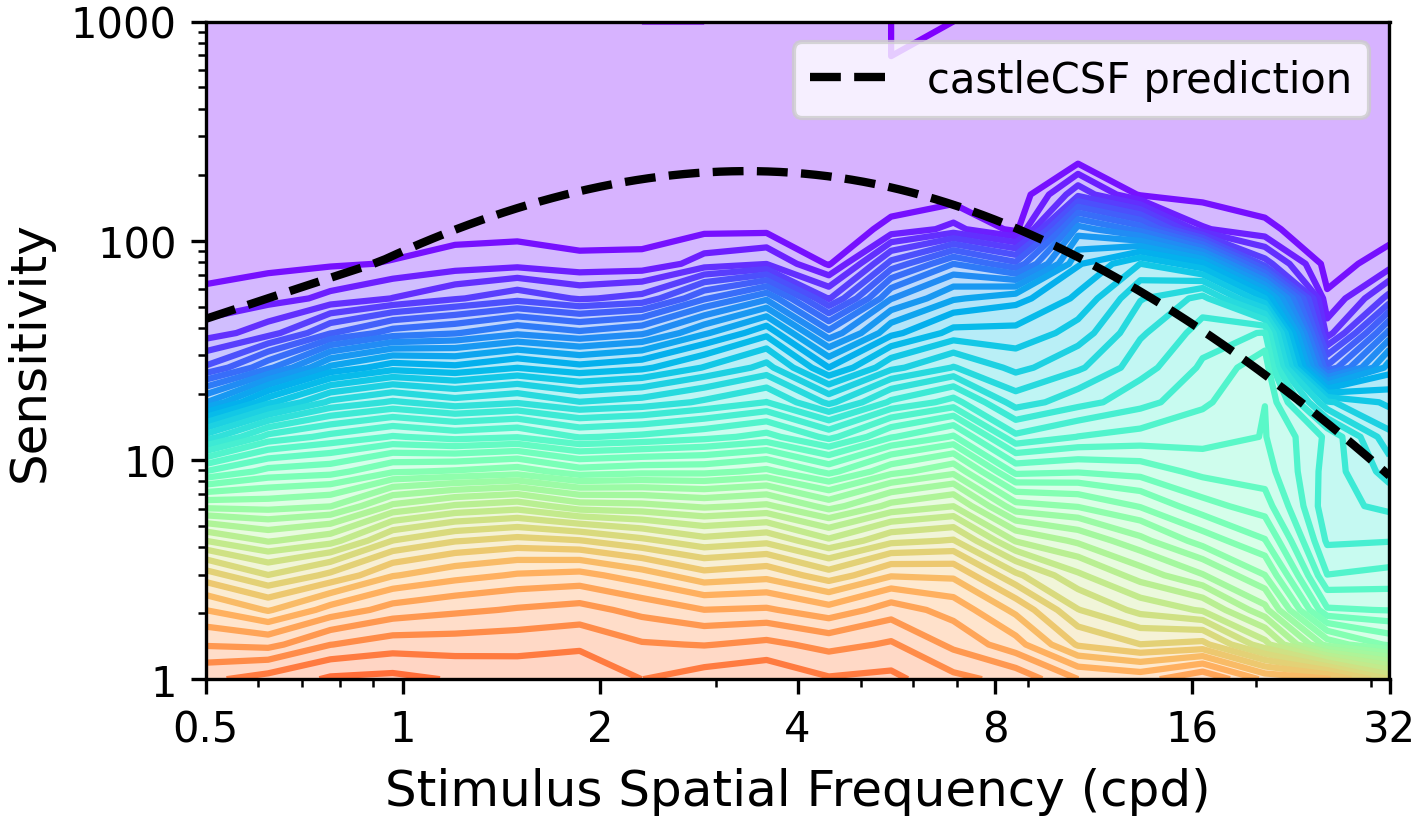 1000
100
10
1
Sensitivity
castleCSF prediction
0.5 1 2 4 8 16 32
Stimulus Spatial Frequency (cpd)